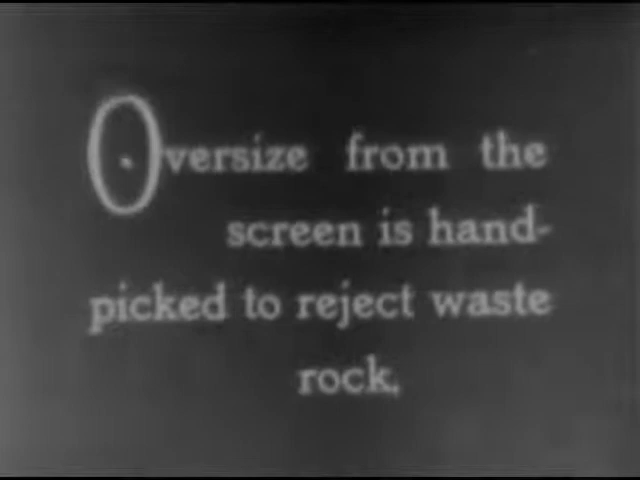 Oversize from the
screen is hand-
picked to reject waste
rock.